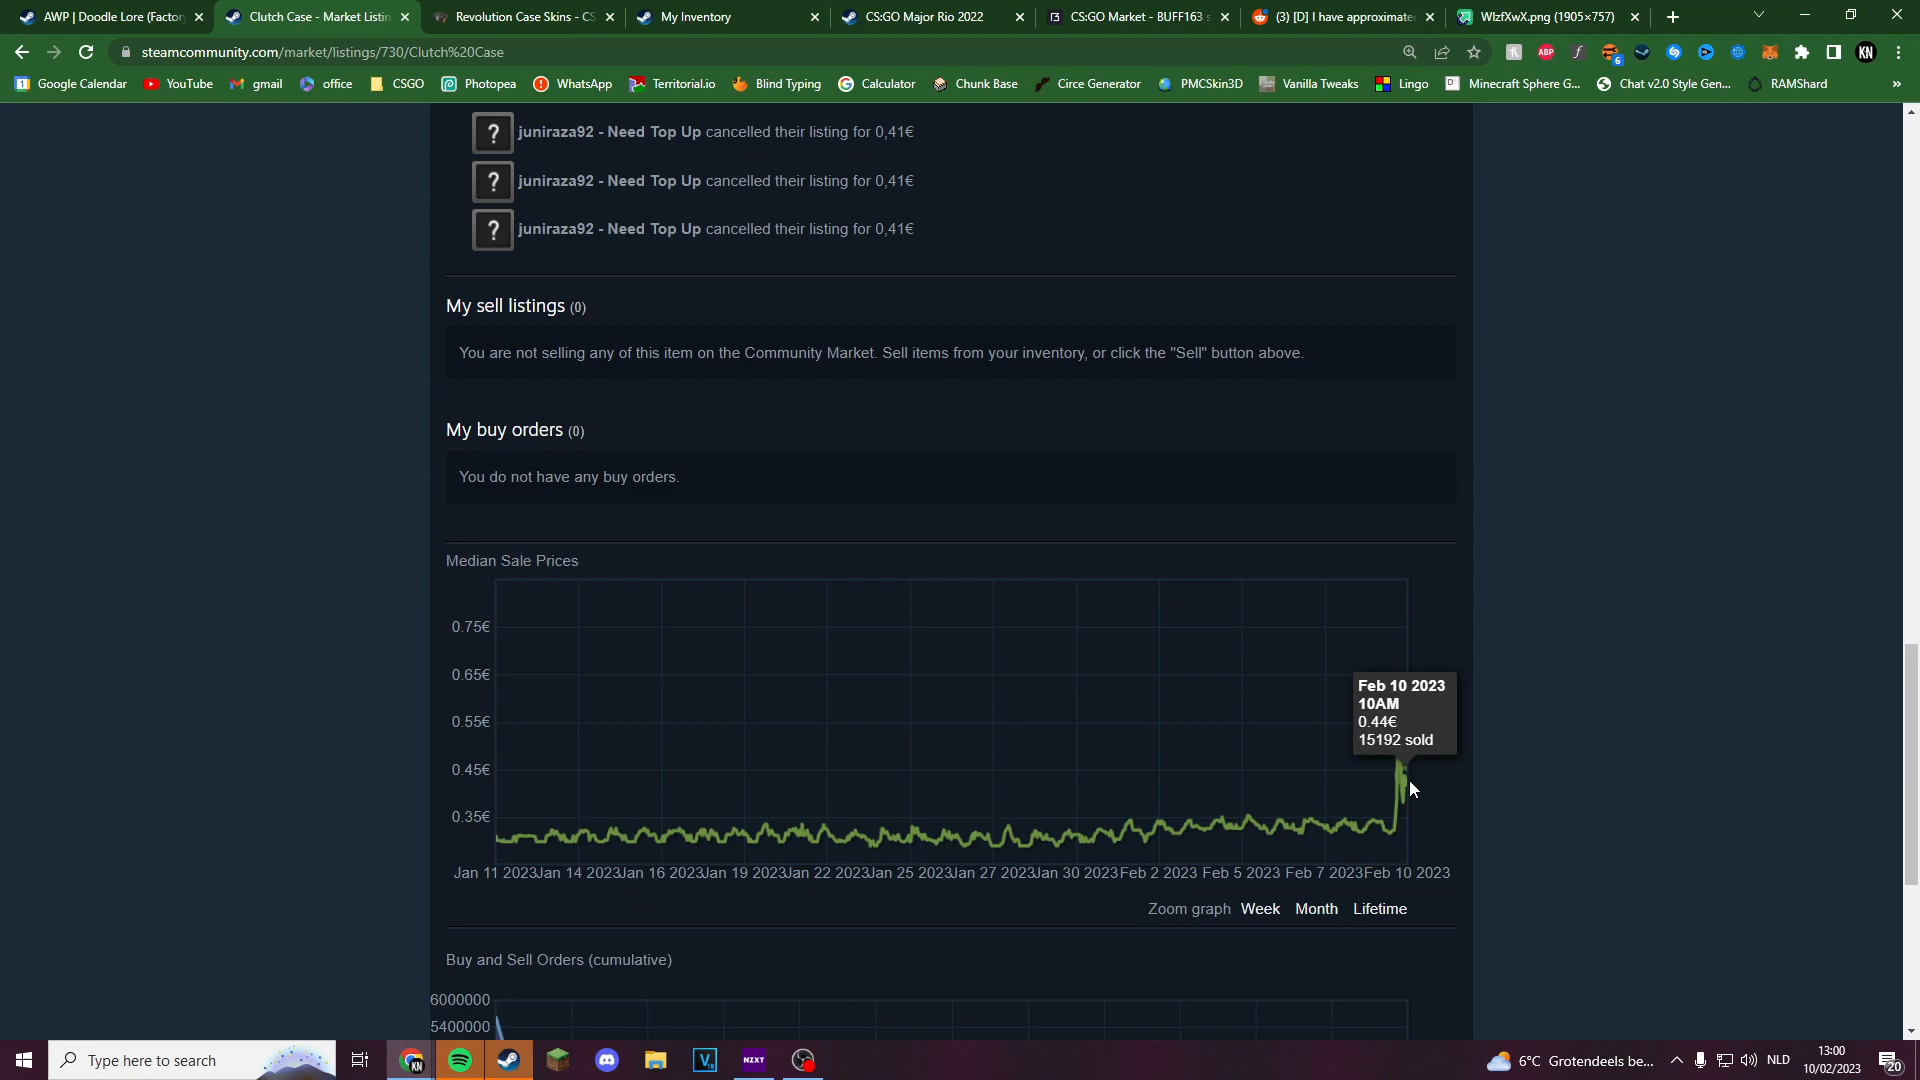 AWP | Doodle Lore (Factor
Clutch Case - Market Listin
Revolution Case Skins - CS
My Inventory
CS:GO Major Rio 2022
CS:GO Market - BUFF163 s
(3) [D] I have approximate
WlzfXwX.png (1905×757)
steamcommunity.com/market/listings/730/Clutch%20Case
ABP
6
KN
Google Calendar
YouTube
gmail
office
CSGO
Photopea
WhatsApp
Territorial.io
Blind Typing
Calculator
Chunk Base
Circe Generator
PMCSkin3D
Vanilla Tweaks
Lingo
Minecraft Sphere G...
Chat v2.0 Style Gen...
RAMShard
»
? juniraza92 - Need Top Up cancelled their listing for 0,41€
? juniraza92 - Need Top Up cancelled their listing for 0,41€
? juniraza92 - Need Top Up cancelled their listing for 0,41€
My sell listings (0)
You are not selling any of this item on the Community Market. Sell items from your inventory, or click the "Sell" button above.
My buy orders (0)
You do not have any buy orders.
Median Sale Prices
0.75€
0.65€
0.55€
0.45€
0.35€
Feb 10 2023
10AM
0.44€
15192 sold
Jan 11 2023 Jan 14 2023 Jan 16 2023 Jan 19 2023 Jan 22 2023 Jan 25 2023 Jan 27 2023 Jan 30 2023 Feb 2 2023 Feb 5 2023 Feb 7 2023 Feb 10 2023
Zoom graph Week Month Lifetime
Buy and Sell Orders (cumulative)
6000000
5400000
Type here to search
KN
NZXT
6°C Grotendeels be...
NLD
13:00
10/02/2023
20